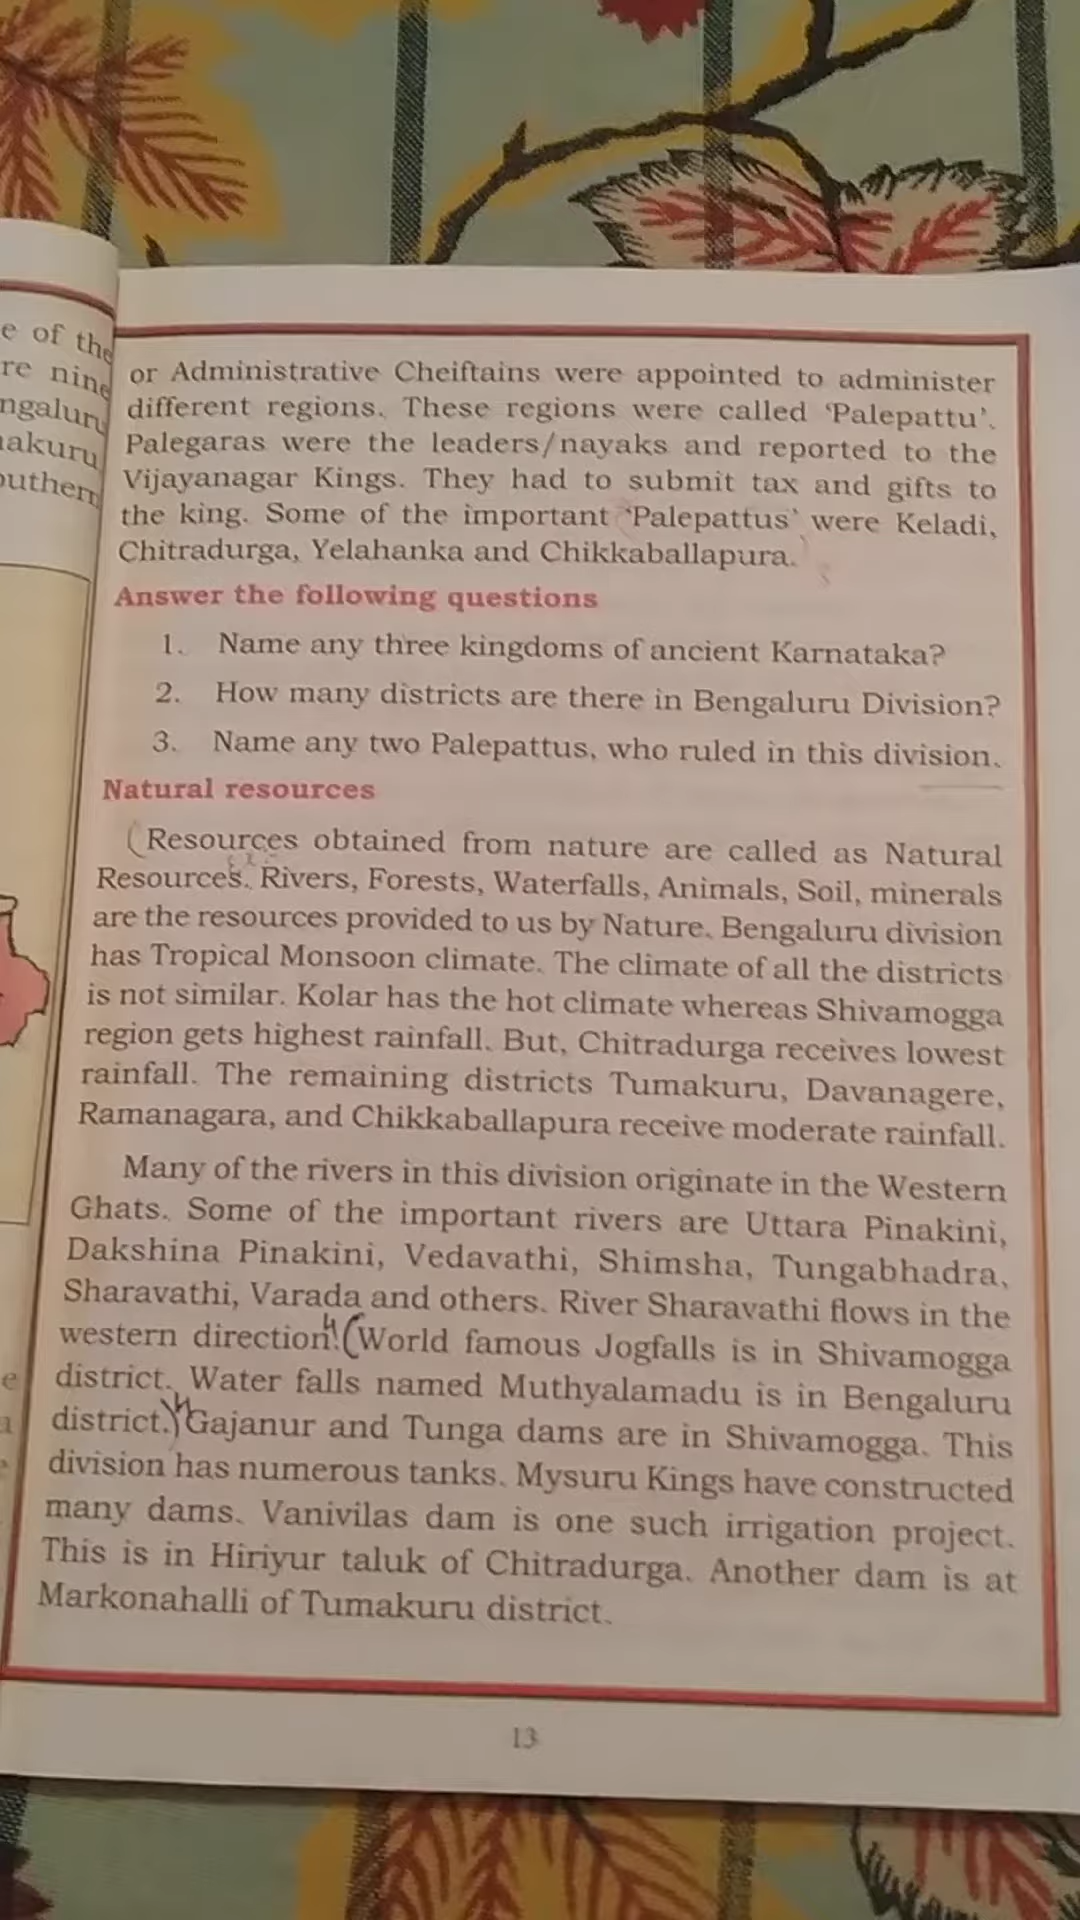 e of the
re nine
ngaluru
akuru
outhern
or Administrative Cheiftains were appointed to administer
different regions. These regions were called ‘Palepattu’.
Palegaras were the leaders/nayaks and reported to the
Vijayanagar Kings. They had to submit tax and gifts to
the king. Some of the important ‘Palepattus’ were Keladi,
Chitradurga, Yelahanka and Chikkaballapura.
Answer the following questions
1. Name any three kingdoms of ancient Karnataka?
2. How many districts are there in Bengaluru Division?
3. Name any two Palepattus, who ruled in this division.
Natural resources
(Resources obtained from nature are called as Natural
Resources. Rivers, Forests, Waterfalls, Animals, Soil, minerals
are the resources provided to us by Nature. Bengaluru division
has Tropical Monsoon climate. The climate of all the districts
is not similar. Kolar has the hot climate whereas Shivamogga
region gets highest rainfall. But, Chitradurga receives lowest
rainfall. The remaining districts Tumakuru, Davanagere,
Ramanagara, and Chikkaballapura receive moderate rainfall.
Many of the rivers in this division originate in the Western
Ghats. Some of the important rivers are Uttara Pinakini,
Dakshina Pinakini, Vedavathi, Shimsha, Tungabhadra,
Sharavathi, Varada and others. River Sharavathi flows in the
western direction. (World famous Jogfalls is in Shivamogga
district. Water falls named Muthyalamadu is in Bengaluru
district.) Gajanur and Tunga dams are in Shivamogga. This
division has numerous tanks. Mysuru Kings have constructed
many dams. Vanivilas dam is one such irrigation project.
This is in Hiriyur taluk of Chitradurga. Another dam is at
Markonahalli of Tumakuru district.
13